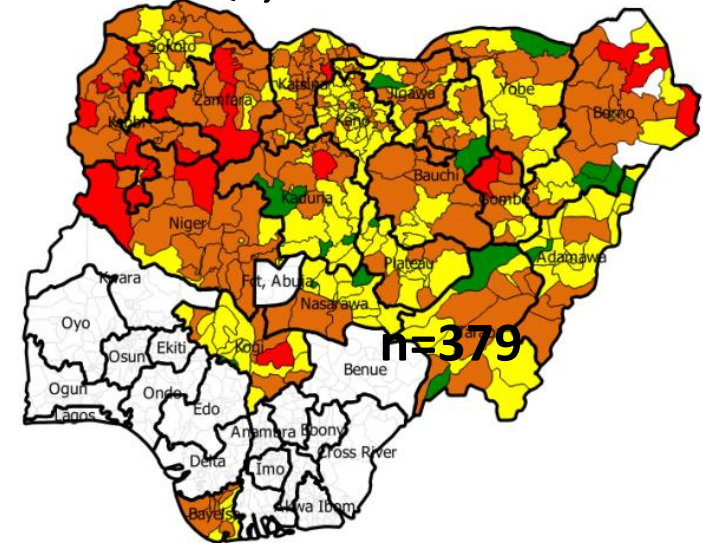 Sokoto
Katsina
Zamfara
Jigawa
Yobe
Kebbi
Kano
Borno
Bauchi
Kaduna
Gombe
Niger
Plateau
Adamawa
Kwara
Fct, Abuja
Nasarawa
Oyo
n=379
Osun
Ekiti
Kogi
Benue
Ogun
Ondo
Edo
Lagos
Anambra
Ebony
Cross River
Delta
Imo
Akwa Ibom
Bayelsa